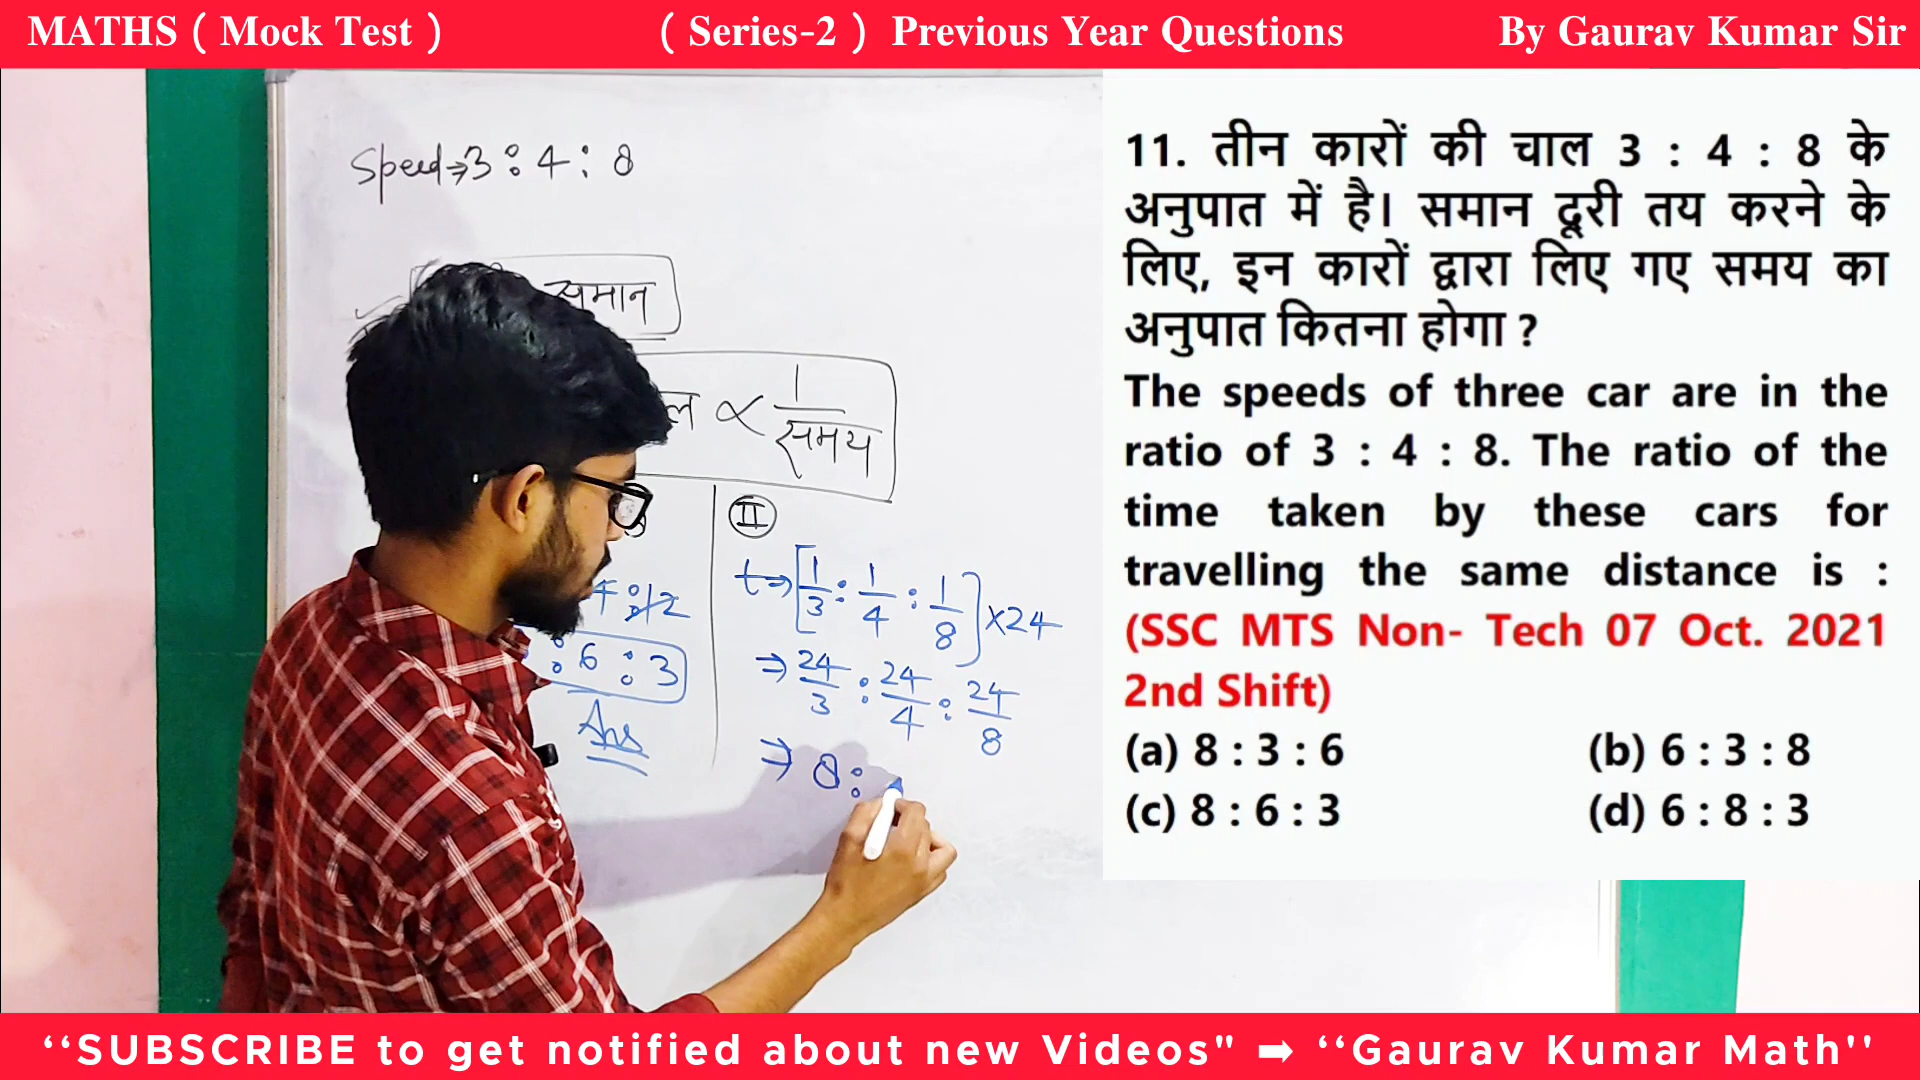 MATHS ( Mock Test )
( Series-2 ) Previous Year Questions
By Gaurav Kumar Sir
Speed⇒3 : 4 : 8
समान
ल ∝ 1/समय
II
4 : 12
: 6 : 3
Ans
t⇒[1/3 : 1/4 : 1/8]×24
⇒ 24/3 : 24/4 : 24/8
⇒ 8 :
11. तीन कारों की चाल 3 : 4 : 8 के
अनुपात में है। समान दूरी तय करने के
लिए, इन कारों द्वारा लिए गए समय का
अनुपात कितना होगा ?
The speeds of three car are in the
ratio of 3 : 4 : 8. The ratio of the
time taken by these cars for
travelling the same distance is :
(SSC MTS Non- Tech 07 Oct. 2021
2nd Shift)
(a) 8 : 3 : 6 (b) 6 : 3 : 8
(c) 8 : 6 : 3 (d) 6 : 8 : 3
‘‘SUBSCRIBE to get notified about new Videos" ➡ ‘‘Gaurav Kumar Math''